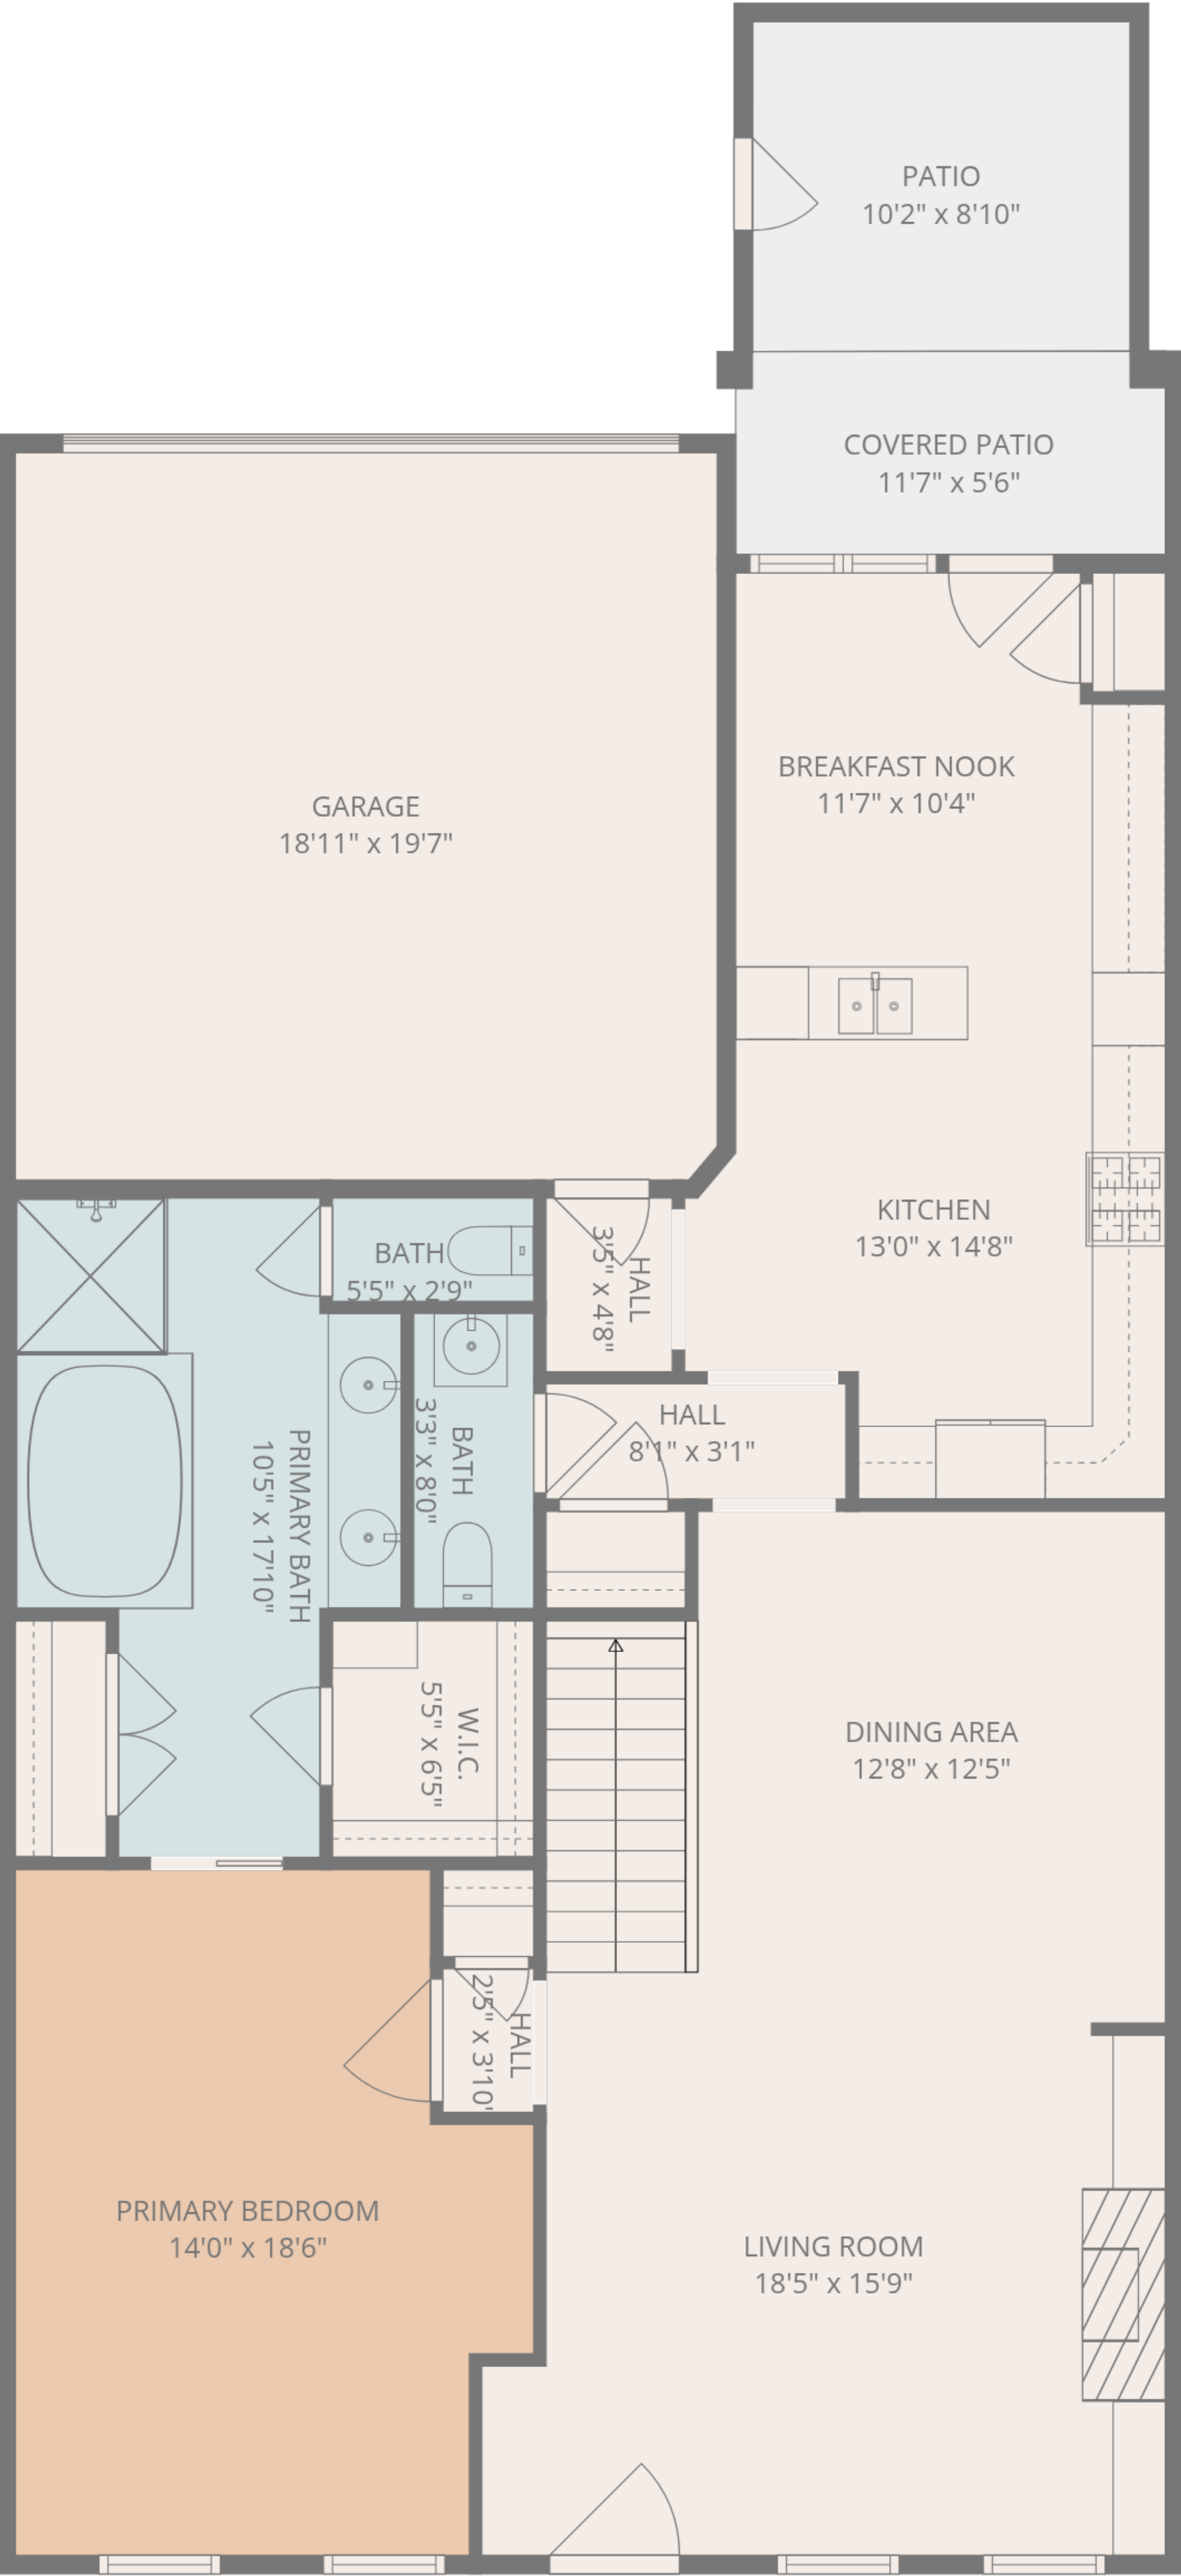 PATIO
10'2" x 8'10"
COVERED PATIO
11'7" x 5'6"
BREAKFAST NOOK
11'7" x 10'4"
GARAGE
18'11" x 19'7"
KITCHEN
13'0" x 14'8"
BATH
5'5" x 2'9"
HALL
3'5" x 4'8"
HALL
8'1" x 3'1"
BATH
3'3" x 8'0"
PRIMARY BATH
10'5" x 17'10"
W.I.C.
5'5" x 6'5"
DINING AREA
12'8" x 12'5"
HALL
2'5" x 3'10"
PRIMARY BEDROOM
14'0" x 18'6"
LIVING ROOM
18'5" x 15'9"